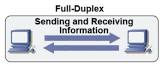 Full-Duplex
Sending and Receiving
Information